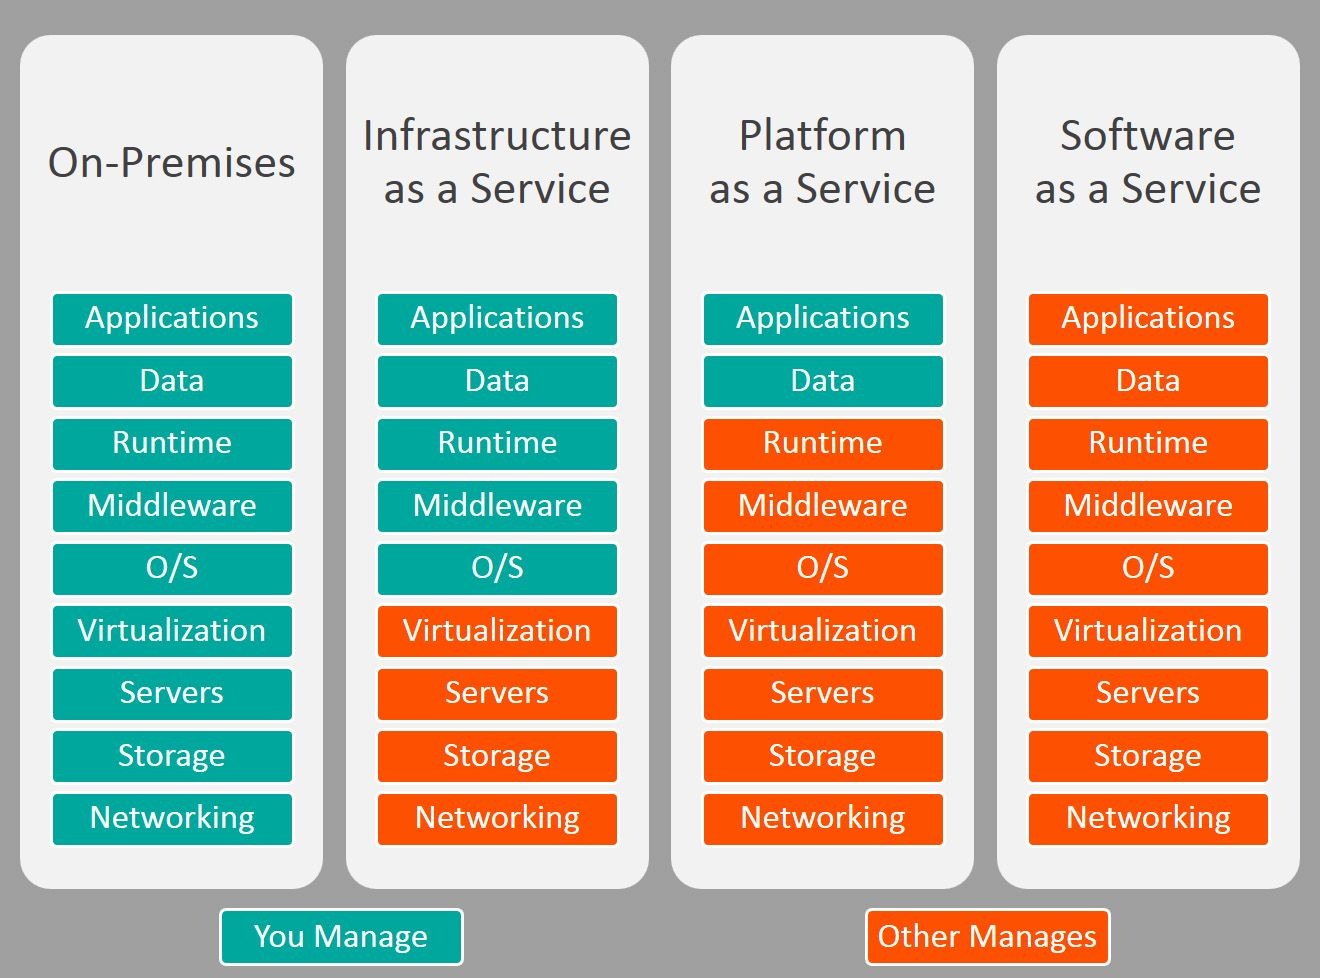 On-Premises
Applications
Data
Runtime
Middleware
O/S
Virtualization
Servers
Storage
Networking
Infrastructure
as a Service
Applications
Data
Runtime
Middleware
O/S
Virtualization
Servers
Storage
Networking
Platform
as a Service
Applications
Data
Runtime
Middleware
O/S
Virtualization
Servers
Storage
Networking
Software
as a Service
Applications
Data
Runtime
Middleware
O/S
Virtualization
Servers
Storage
Networking
You Manage
Other Manages